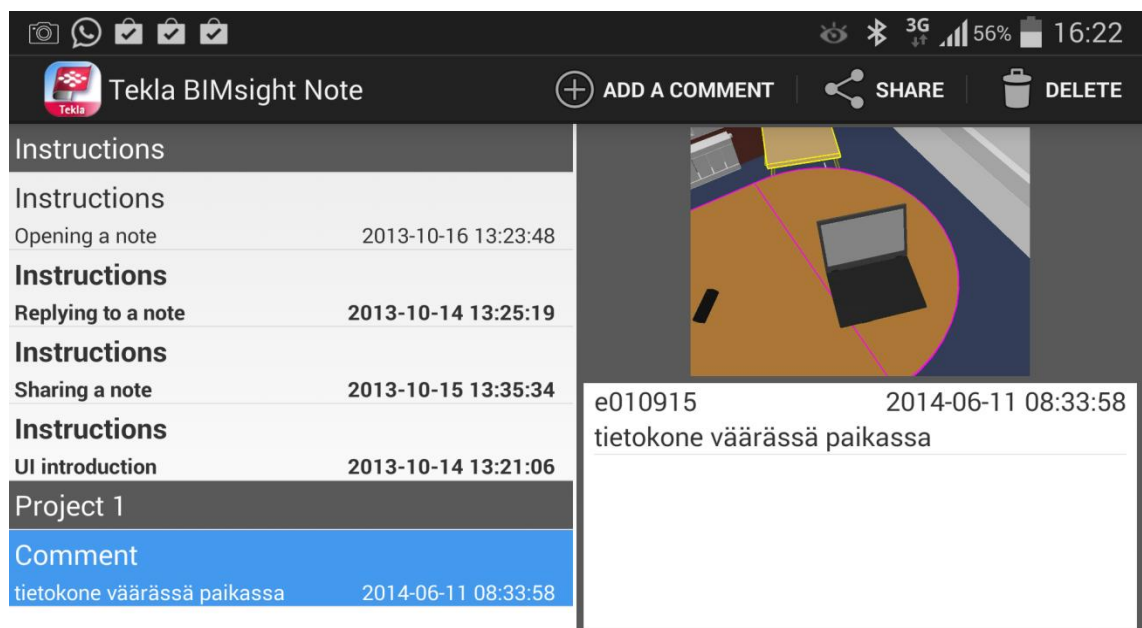 3G 56% 16:22
Tekla
Tekla BIMsight Note
ADD A COMMENT
SHARE
DELETE
Instructions
Instructions
Opening a note 2013-10-16 13:23:48
Instructions
Replying to a note 2013-10-14 13:25:19
Instructions
Sharing a note 2013-10-15 13:35:34
Instructions
UI introduction 2013-10-14 13:21:06
Project 1
Comment
tietokone väärässä paikassa 2014-06-11 08:33:58
e010915 2014-06-11 08:33:58
tietokone väärässä paikassa